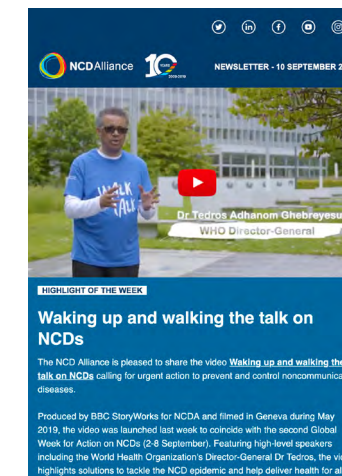 NCDAlliance 10 YEARS 2009-2019
NEWSLETTER - 10 SEPTEMBER 2
WALK
TALK
Dr Tedros Adhanom Ghebreyesu
WHO Director-General
HIGHLIGHT OF THE WEEK
Waking up and walking the talk on
NCDs
The NCD Alliance is pleased to share the video Waking up and walking the
talk on NCDs calling for urgent action to prevent and control noncommunica
diseases.
Produced by BBC StoryWorks for NCDA and filmed in Geneva during May
2019, the video was launched last week to coincide with the second Global
Week for Action on NCDs (2-8 September). Featuring high-level speakers
including the World Health Organization's Director-General Dr Tedros, the vid
highlights solutions to tackle the NCD epidemic and help deliver health for al